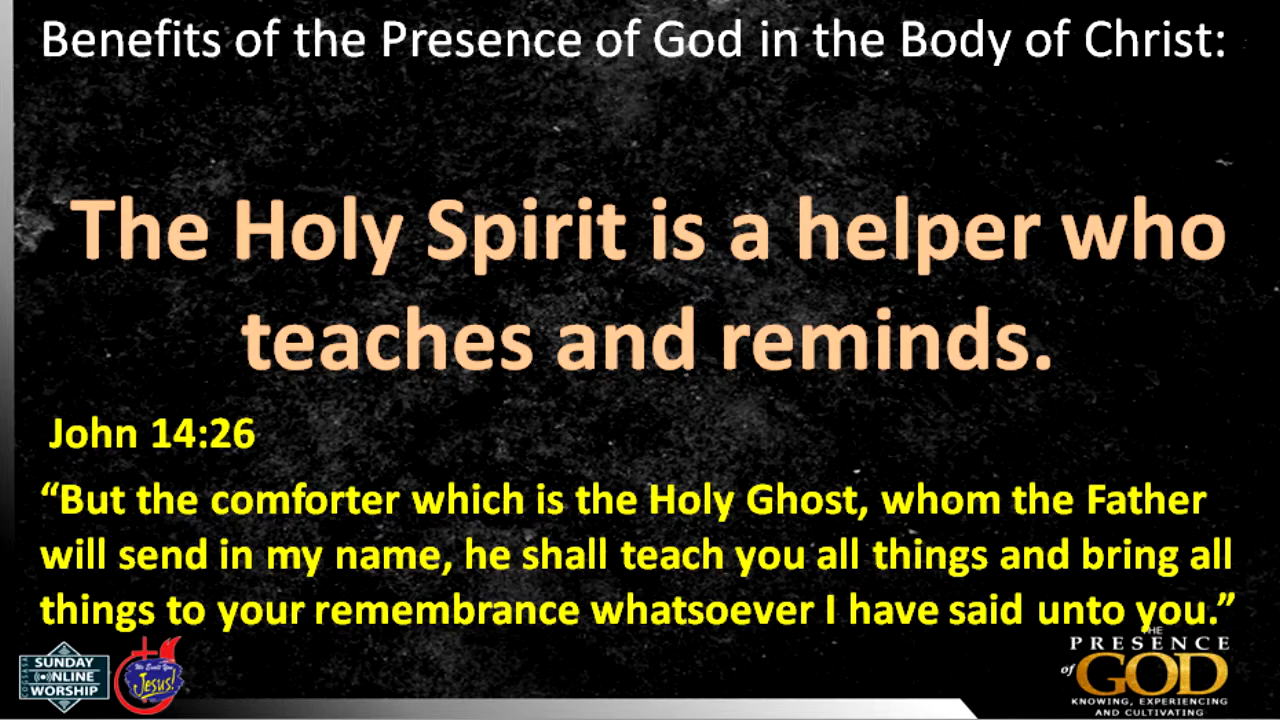 Benefits of the Presence of God in the Body of Christ:
The Holy Spirit is a helper who
teaches and reminds.
John 14:26
“But the comforter which is the Holy Ghost, whom the Father
will send in my name, he shall teach you all things and bring all
things to your remembrance whatsoever I have said unto you.”
SUNDAY
ONLINE
WORSHIP
We Exalt You
Jesus!
THE
PRESENCE
of GOD
KNOWING, EXPERIENCING
AND CULTIVATING